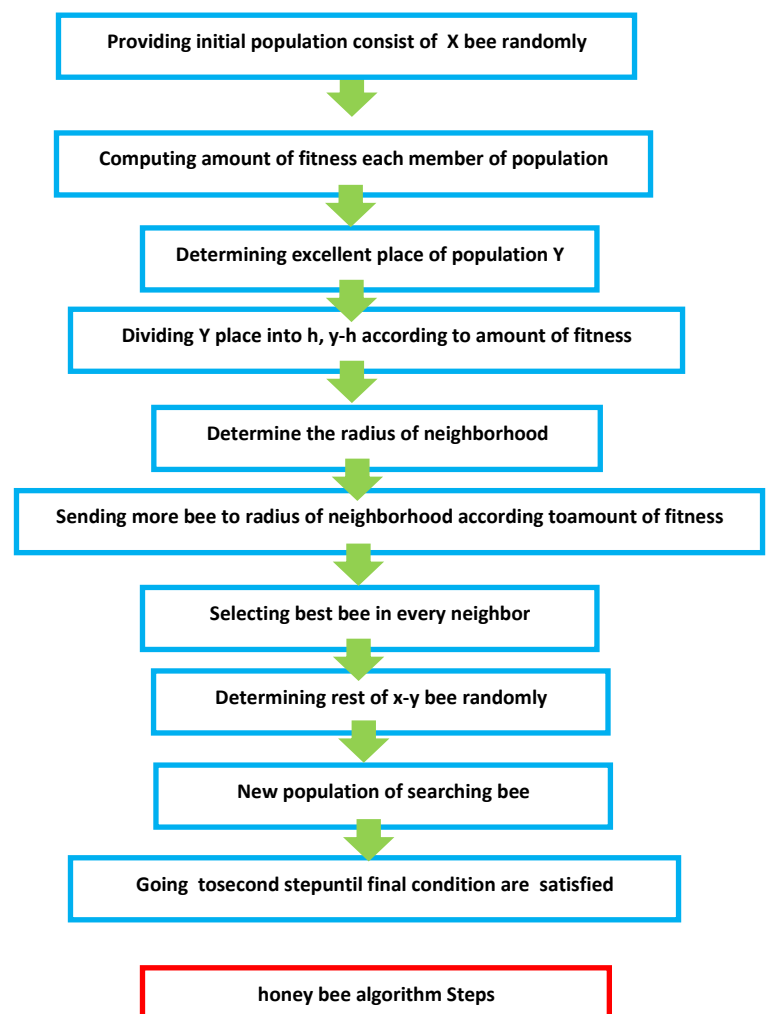 Providing initial population consist of X bee randomly
Computing amount of fitness each member of population
Determining excellent place of population Y
Dividing Y place into h, y-h according to amount of fitness
Determine the radius of neighborhood
Sending more bee to radius of neighborhood according toamount of fitness
Selecting best bee in every neighbor
Determining rest of x-y bee randomly
New population of searching bee
Going tosecond stepuntil final condition are satisfied
honey bee algorithm Steps